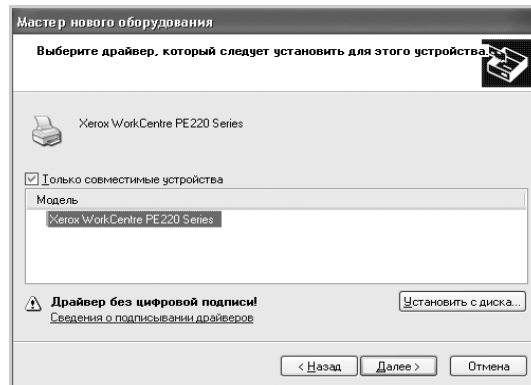 Мастер нового оборудования
Выберите драйвер, который следует установить для этого устройства.
Xerox WorkCentre PE220 Series
Только совместимые устройства
Модель
Xerox WorkCentre PE220 Series
Драйвер без цифровой подписи!
Установить с диска...
Сведения о подписывании драйверов
< Назад
Далее >
Отмена